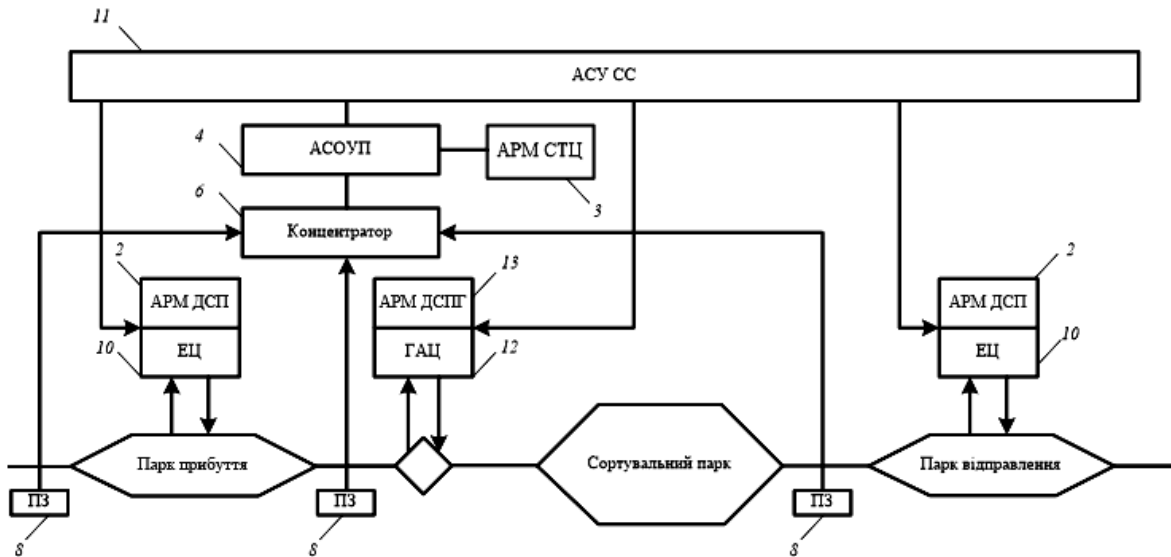 11
АСУ СС
4
АСОУП
АРМ СТЦ
3
6
Концентратор
2
АРМ ДСП
10
ЕЦ
13
АРМ ДСПГ
ГАЦ
12
2
АРМ ДСП
ЕЦ
10
Парк прибуття
Сортувальний парк
Парк відправлення
ПЗ
ПЗ
ПЗ
8
8
8